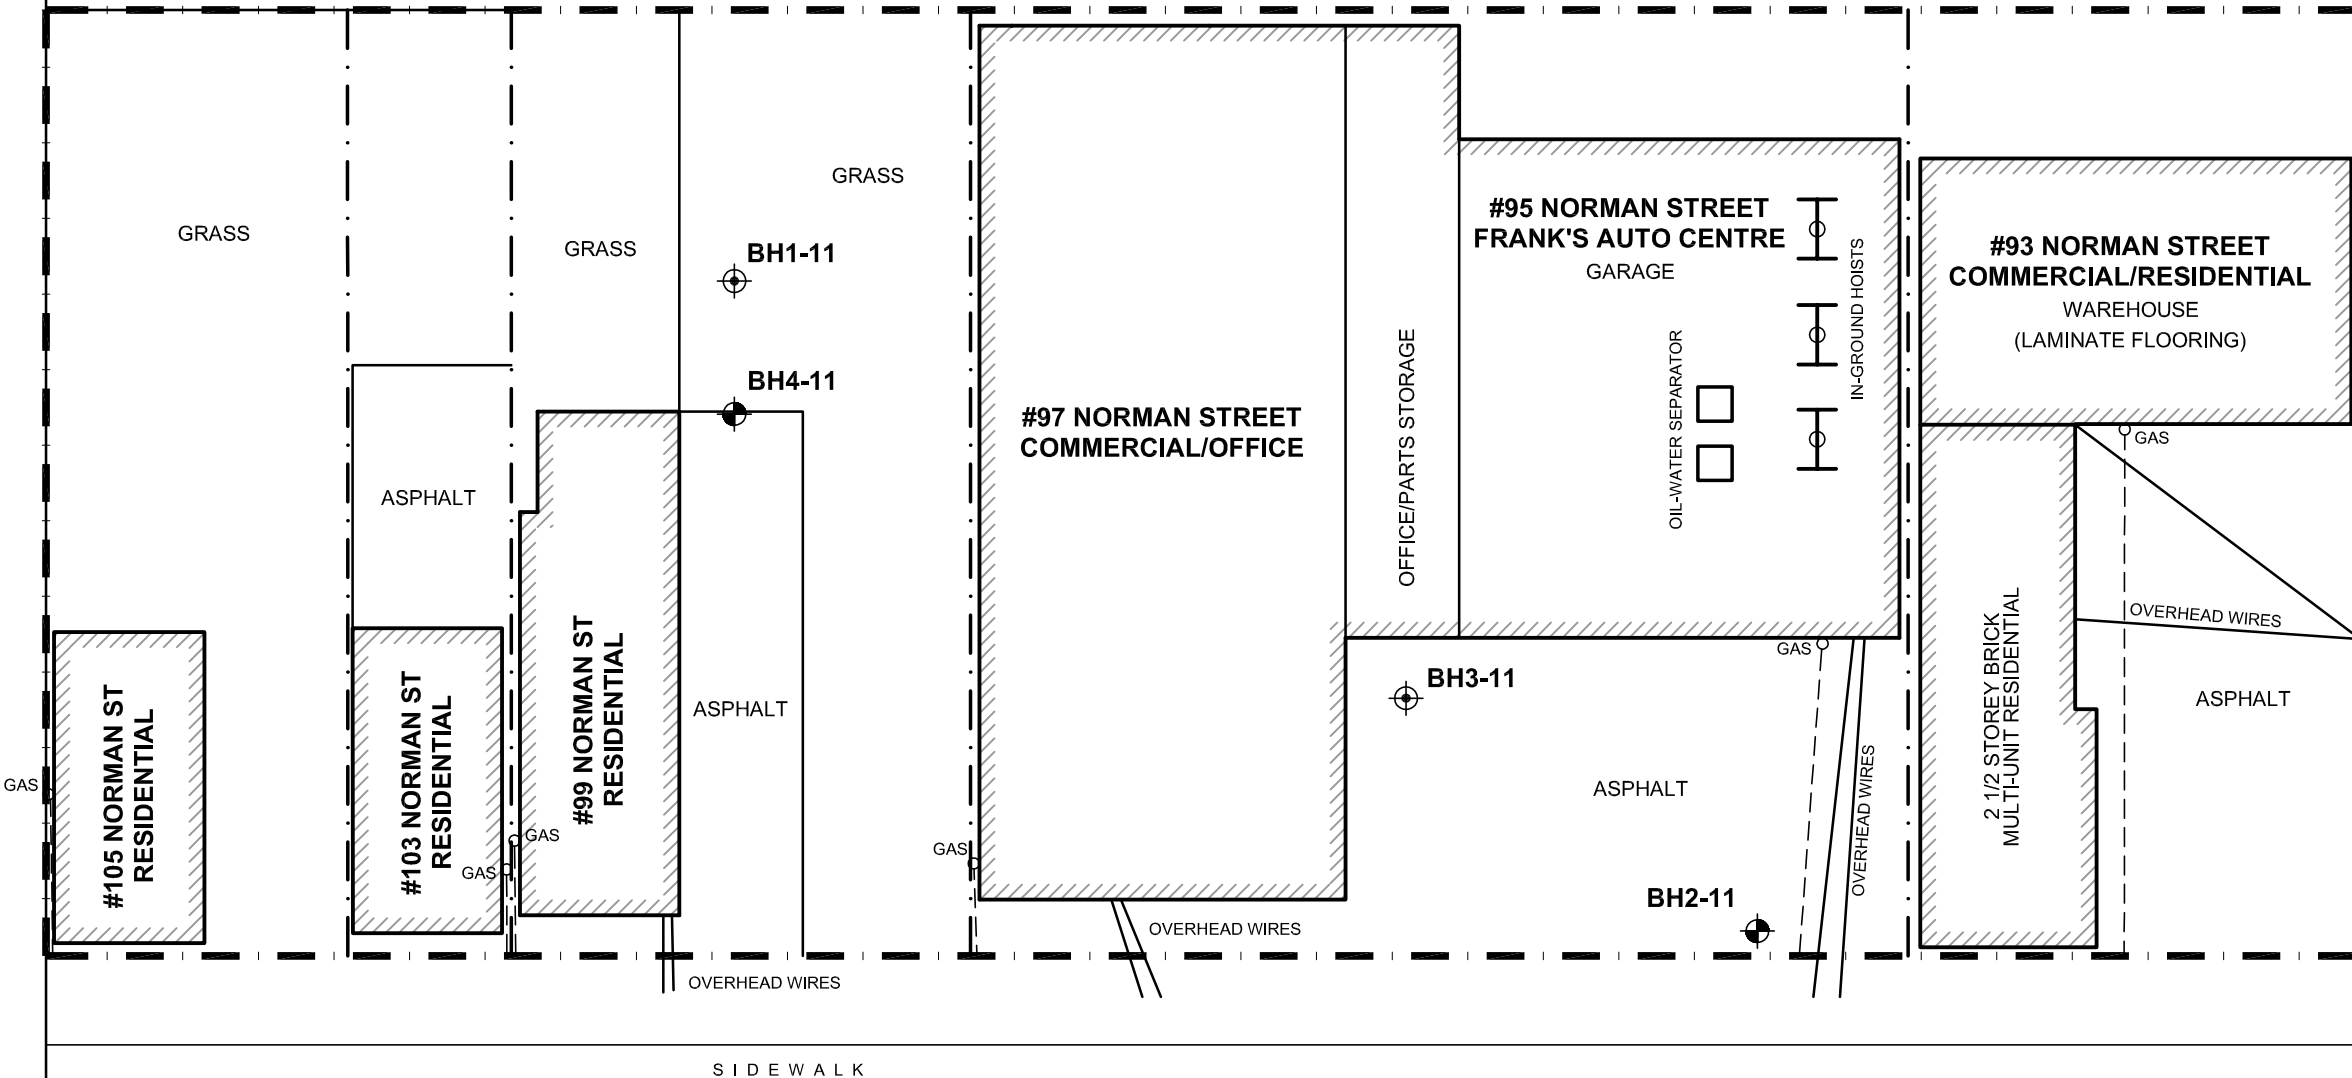 GRASS
GRASS
GRASS
BH1-11
BH4-11
ASPHALT
#105 NORMAN ST
RESIDENTIAL
GAS
#103 NORMAN ST
RESIDENTIAL
GAS
GAS
#99 NORMAN ST
RESIDENTIAL
ASPHALT
OVERHEAD WIRES
#97 NORMAN STREET
COMMERCIAL/OFFICE
GAS
OVERHEAD WIRES
OFFICE/PARTS STORAGE
#95 NORMAN STREET
FRANK'S AUTO CENTRE
GARAGE
OIL-WATER SEPARATOR
IN-GROUND HOISTS
BH3-11
GAS
ASPHALT
OVERHEAD WIRES
BH2-11
#93 NORMAN STREET
COMMERCIAL/RESIDENTIAL
WAREHOUSE
(LAMINATE FLOORING)
GAS
OVERHEAD WIRES
2 1/2 STOREY BRICK
MULTI-UNIT RESIDENTIAL
ASPHALT
SIDEWALK